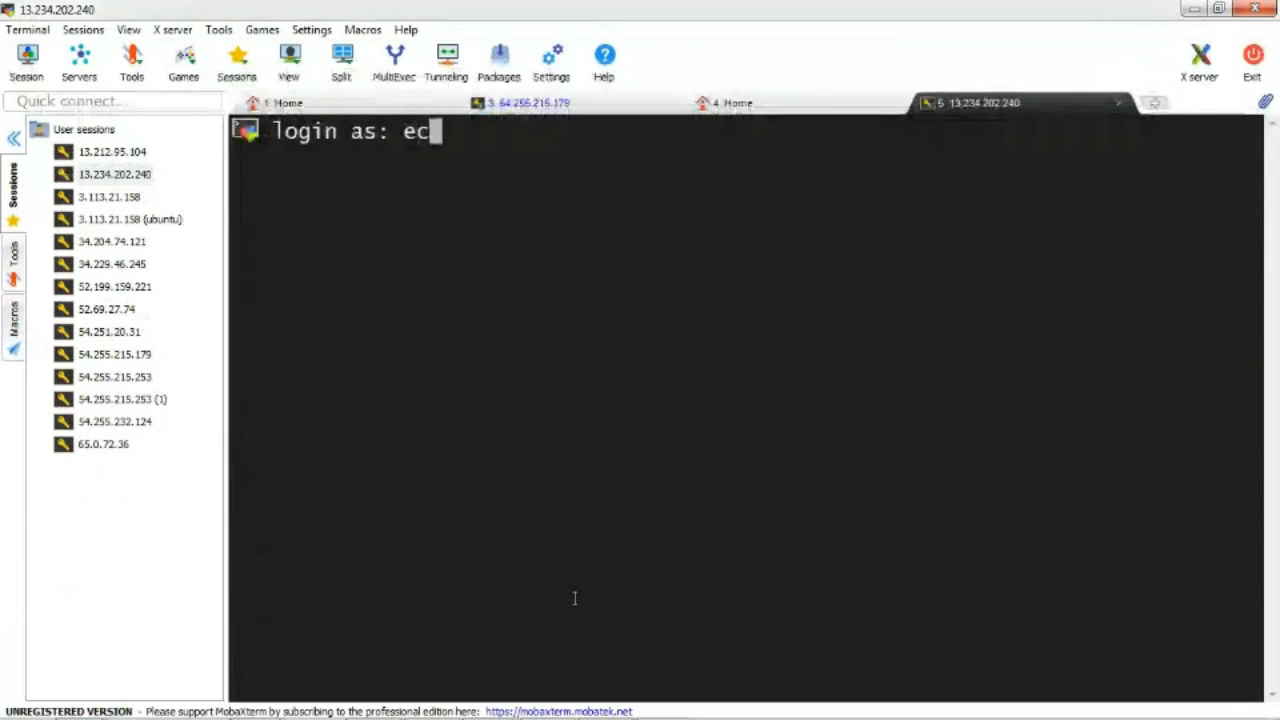 13.234.202.240
Terminal Sessions View X server Tools Games Settings Macros Help
Session Servers Tools Games Sessions View Split MultiExec Tunneling Packages Settings Help X server Exit
Quick connect...
1. Home
3. 54.255.215.179
4. Home
5. 13.234.202.240
Sessions
Tools
Macros
User sessions
13.212.95.104
13.234.202.240
3.113.21.158
3.113.21.158 (ubuntu)
34.204.74.121
34.229.46.245
52.199.159.221
52.69.27.74
54.251.20.31
54.255.215.179
54.255.215.253
54.255.215.253 (1)
54.255.232.124
65.0.72.36
login as: ec
UNREGISTERED VERSION - Please support MobaXterm by subscribing to the professional edition here: https://mobaxterm.mobatek.net